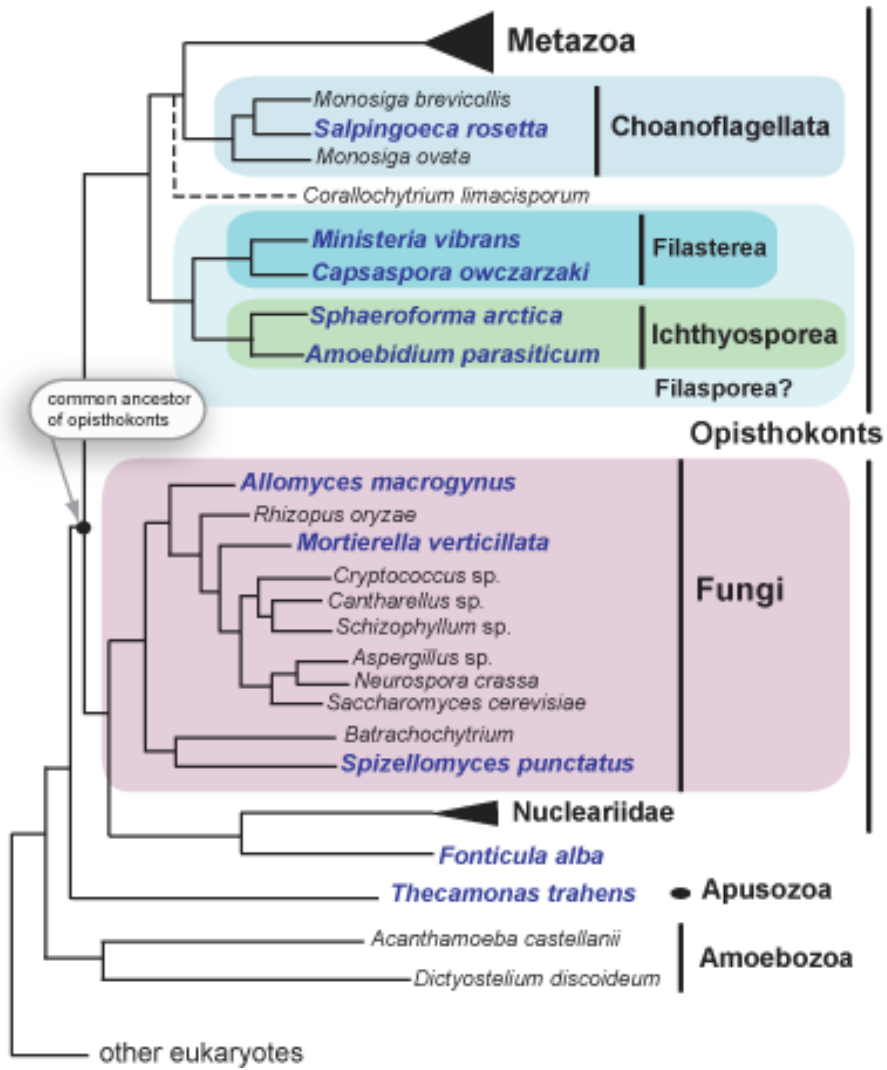 Metazoa
Monosiga brevicollis
Salpingoeca rosetta
Choanoflagellata
Monosiga ovata
Corallochytrium limacisporum
Ministeria vibrans
Filasterea
Capsaspora owczarzaki
Sphaeroforma arctica
Ichthyosporea
Amoebidium parasiticum
Filasporea?
common ancestor
of opisthokonts
Opisthokonts
Allomyces macrogynus
Rhizopus oryzae
Mortierella verticillata
Cryptococcus sp.
Fungi
Cantharellus sp.
Schizophyllum sp.
Aspergillus sp.
Neurospora crassa
Saccharomyces cerevisiae
Batrachochytrium
Spizellomyces punctatus
Nucleariidae
Fonticula alba
Thecamonas trahens
Apusozoa
Acanthamoeba castellanii
Amoebozoa
Dictyostelium discoideum
other eukaryotes